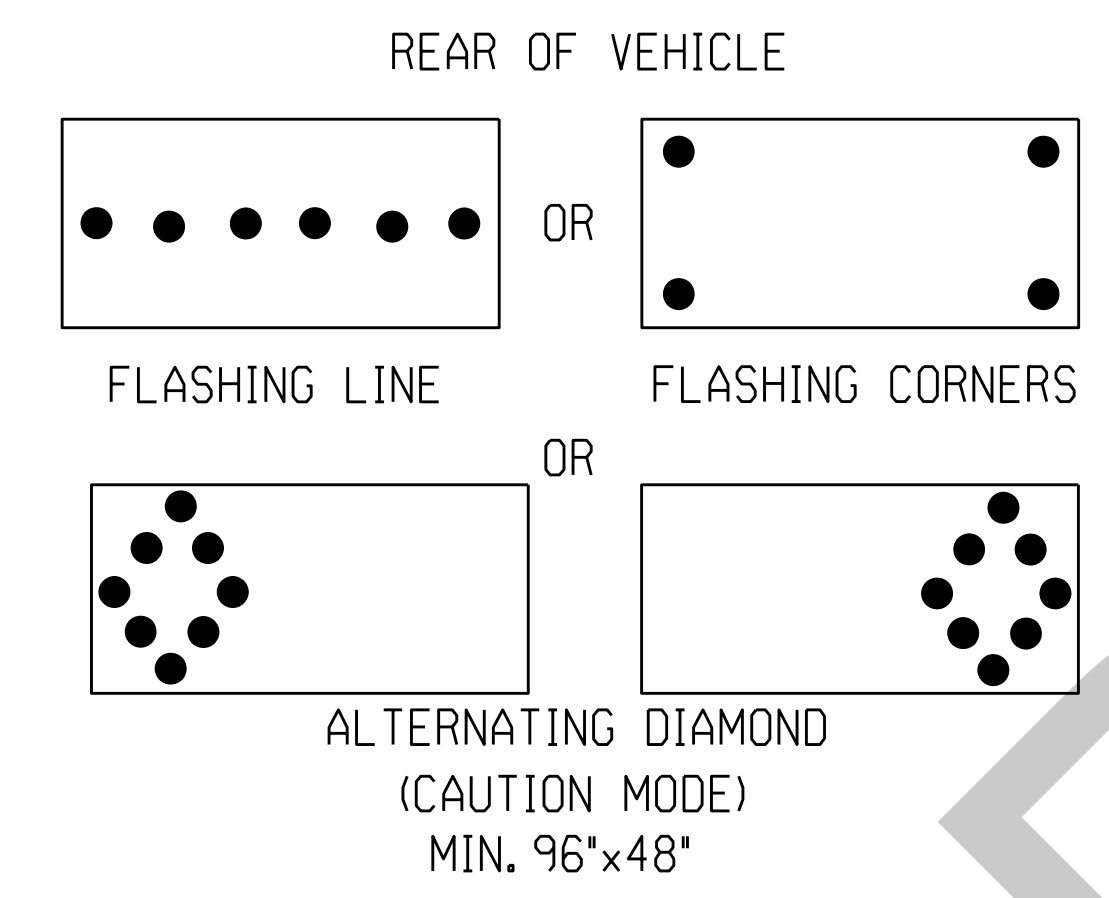 REAR OF VEHICLE
OR
FLASHING LINE
FLASHING CORNERS
OR
ALTERNATING DIAMOND
(CAUTION MODE)
MIN. 96"x48"